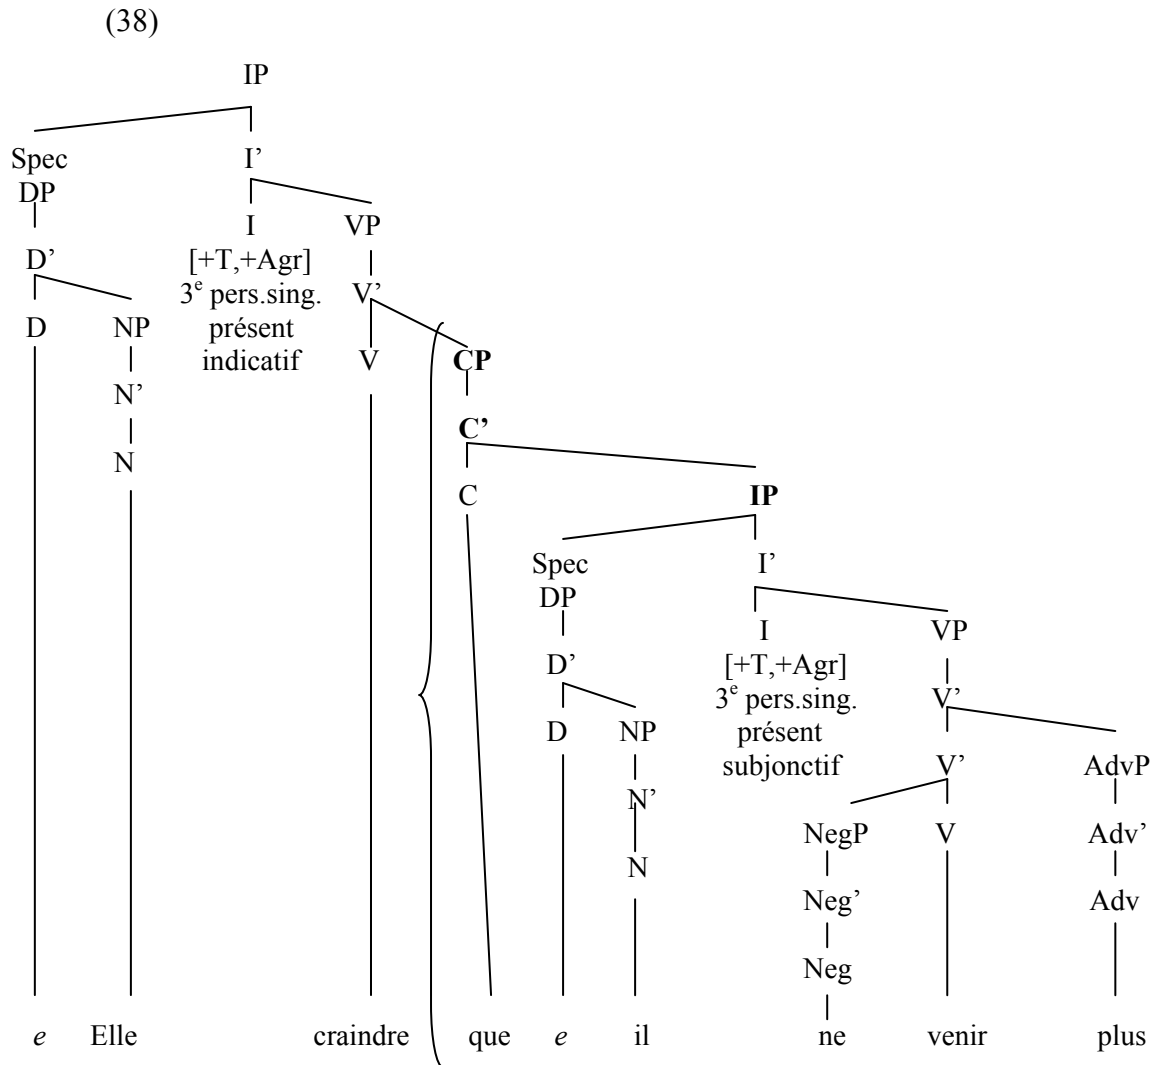 (38)
IP
Spec I’
DP
I VP
D’ [+T,+Agr]
3e pers.sing. V’
D NP présent
indicatif V CP
N’
C’
N
C IP
Spec I’
DP
I VP
D’ [+T,+Agr]
3e pers.sing. V’
D NP présent
subjonctif V’ AdvP
N’
NegP V Adv’
N
Neg’ Adv
Neg
e Elle craindre que e il ne venir plus